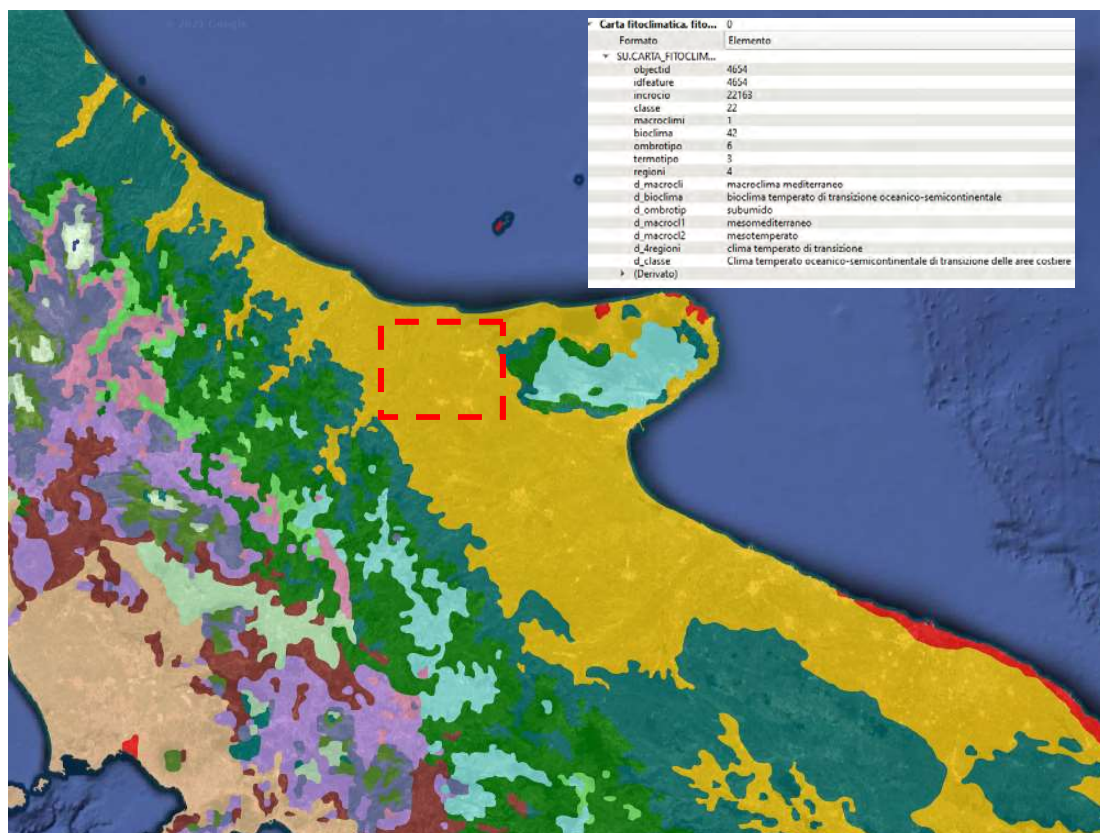 Carta fitoclimatica, fito... 0
Formato Elemento
SU.CARTA_FITOCLIM...
objectid 4654
idfeature 4654
incrocio 22163
classe 22
macroclimi 1
bioclima 42
ombrotipo 6
termotipo 3
regioni 4
d_macrocli macroclima mediterraneo
d_bioclima bioclima temperato di transizione oceanico-semicontinentale
d_ombrotip subumido
d_macrocl1 mesomediterraneo
d_macrocl2 mesotemperato
d_4regioni clima temperato di transizione
d_classe Clima temperato oceanico-semicontinentale di transizione delle aree costiere
(Derivato)